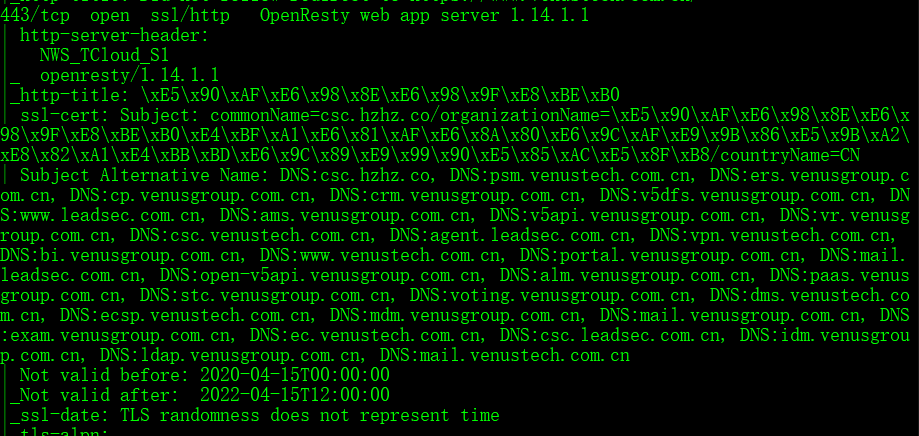 443/tcp open ssl/http OpenResty web app server 1.14.1.1
| http-server-header:
|   NWS_TCloud_S1
|_  openresty/1.14.1.1
|_http-title: \xE5\x90\xAF\xE6\x98\x8E\xE6\x98\x9F\xE8\xBE\xB0
| ssl-cert: Subject: commonName=csc.hzhz.co/organizationName=\xE5\x90\xAF\xE6\x98\x8E\xE6\x
98\x9F\xE8\xBE\xB0\xE4\xBF\xA1\xE6\x81\xAF\xE6\x8A\x80\xE6\x9C\xAF\xE9\x9B\x86\xE5\x9B\xA2\
xE8\x82\xA1\xE4\xBB\xBD\xE6\x9C\x89\xE9\x99\x90\xE5\x85\xAC\xE5\x8F\xB8/countryName=CN
| Subject Alternative Name: DNS:csc.hzhz.co, DNS:psm.venustech.com.cn, DNS:ers.venusgroup.c
om.cn, DNS:cp.venusgroup.com.cn, DNS:crm.venusgroup.com.cn, DNS:v5dfs.venusgroup.com.cn, DN
S:www.leadsec.com.cn, DNS:ams.venusgroup.com.cn, DNS:v5api.venusgroup.com.cn, DNS:vr.venusg
roup.com.cn, DNS:csc.venustech.com.cn, DNS:agent.leadsec.com.cn, DNS:vpn.venustech.com.cn,
DNS:bi.venusgroup.com.cn, DNS:www.venustech.com.cn, DNS:portal.venusgroup.com.cn, DNS:mail.
leadsec.com.cn, DNS:open-v5api.venusgroup.com.cn, DNS:alm.venusgroup.com.cn, DNS:paas.venus
group.com.cn, DNS:stc.venusgroup.com.cn, DNS:voting.venusgroup.com.cn, DNS:dms.venustech.co
m.cn, DNS:ecsp.venustech.com.cn, DNS:mdm.venusgroup.com.cn, DNS:mail.venusgroup.com.cn, DNS
:exam.venusgroup.com.cn, DNS:ec.venustech.com.cn, DNS:csc.leadsec.com.cn, DNS:idm.venusgrou
p.com.cn, DNS:ldap.venusgroup.com.cn, DNS:mail.venustech.com.cn
| Not valid before: 2020-04-15T00:00:00
|_Not valid after:  2022-04-15T12:00:00
|_ssl-date: TLS randomness does not represent time
| tls-alpn: